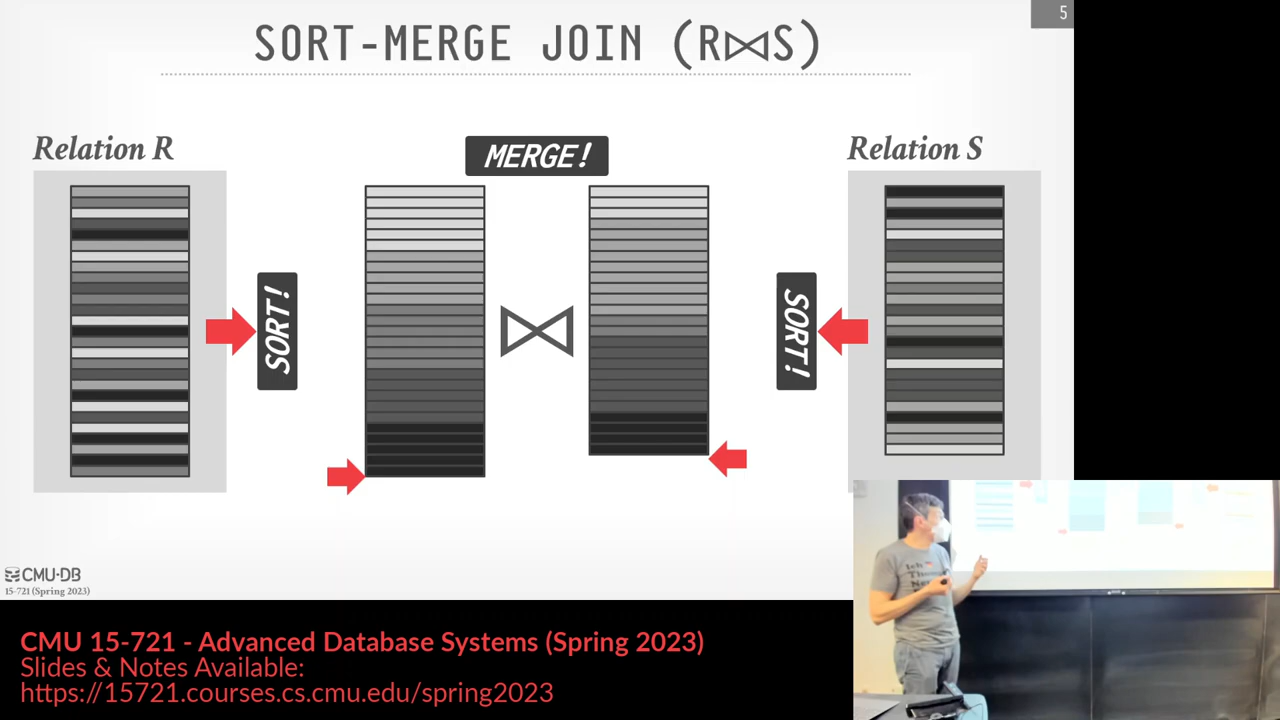 5
SORT-MERGE JOIN (R⋈S)
Relation R
MERGE!
Relation S
SORT!
SORT!
CMU·DB
15-721 (Spring 2023)
CMU 15-721 - Advanced Database Systems (Spring 2023)
Slides & Notes Available:
https://15721.courses.cs.cmu.edu/spring2023